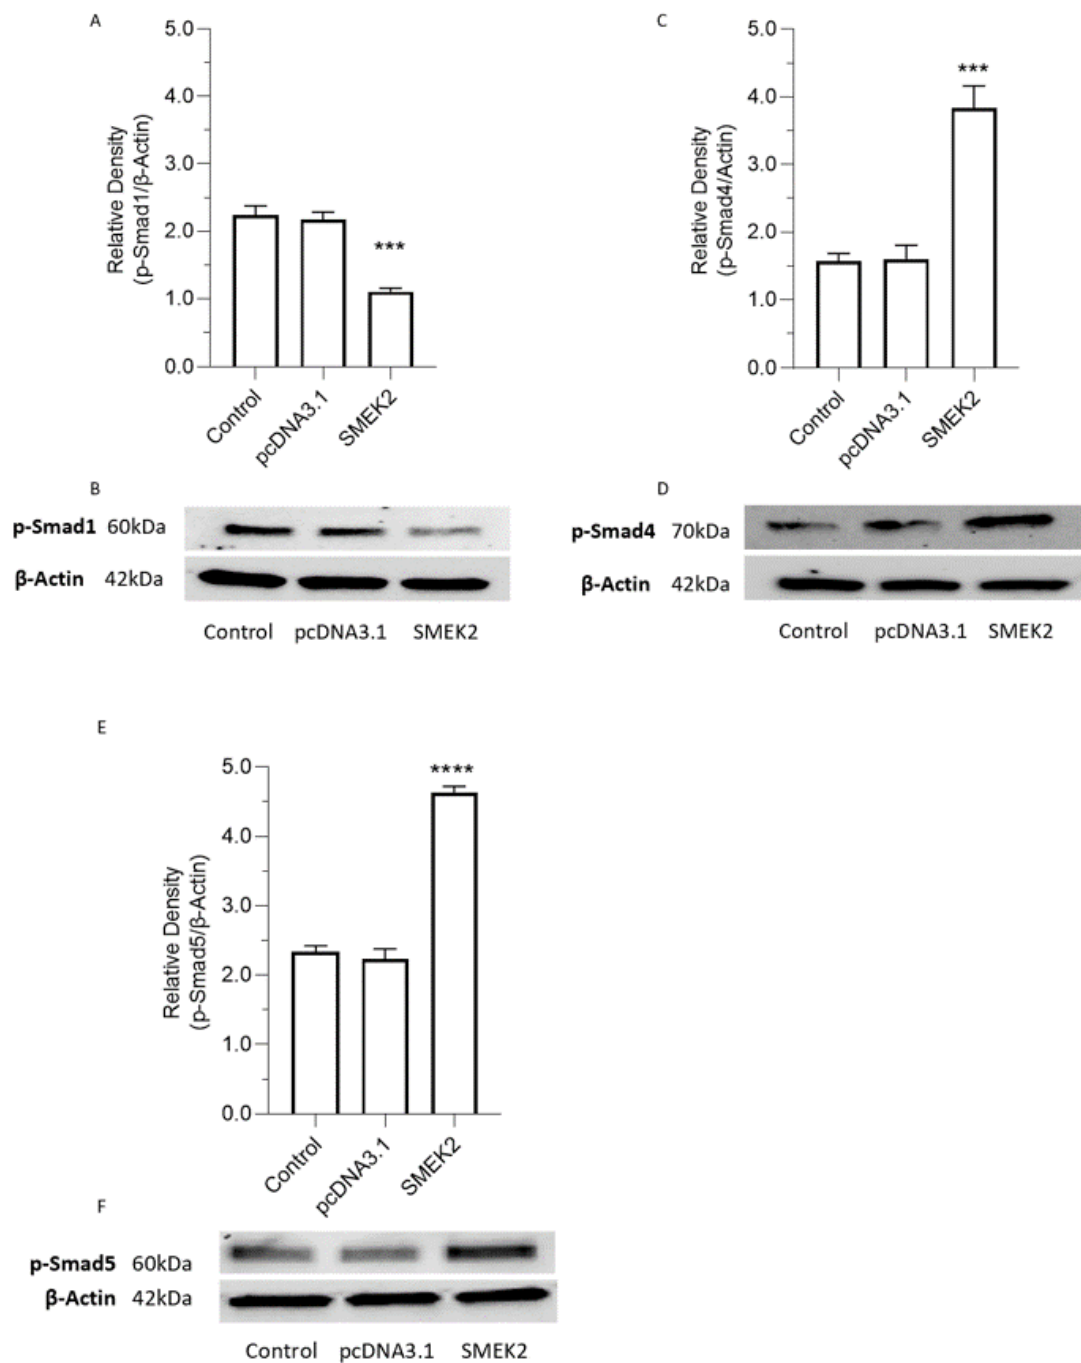 A
5.0
4.0
3.0
2.0
1.0
0.0
Relative Density
(p-Smad1/β-Actin)
***
Control
pcDNA3.1
SMEK2
C
5.0
4.0
3.0
2.0
1.0
0.0
Relative Density
(p-Smad4/Actin)
***
Control
pcDNA3.1
SMEK2
B
p-Smad1 60kDa
β-Actin 42kDa
Control pcDNA3.1 SMEK2
D
p-Smad4 70kDa
β-Actin 42kDa
Control pcDNA3.1 SMEK2
E
5.0
4.0
3.0
2.0
1.0
0.0
Relative Density
(p-Smad5/β-Actin)
****
Control
pcDNA3.1
SMEK2
F
p-Smad5 60kDa
β-Actin 42kDa
Control pcDNA3.1 SMEK2